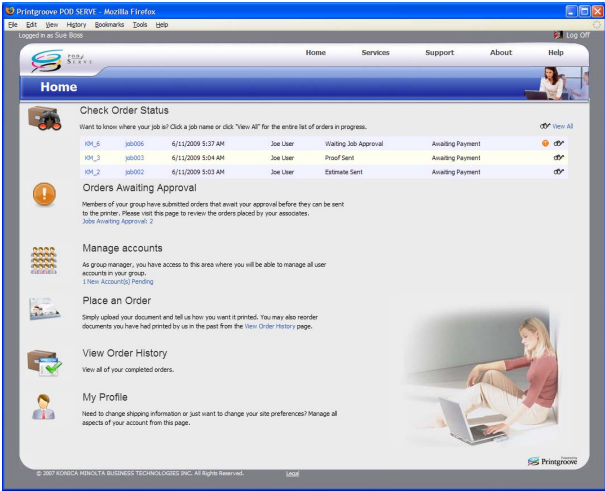 Printgroove POD SERVE - Mozilla Firefox
File Edit View History Bookmarks Tools Help
Logged in as Sue Boss Log Off
POD SERVE
Home Services Support About Help
Home
Check Order Status
Want to know where your job is? Click a job name or click "View All" for the entire list of orders in progress. View All
KM_6 job006 6/11/2009 5:37 AM Joe User Waiting Job Approval Awaiting Payment
KM_3 job003 6/11/2009 5:04 AM Joe User Proof Sent Awaiting Payment
KM_2 job002 6/11/2009 5:03 AM Joe User Estimate Sent Awaiting Payment
Orders Awaiting Approval
Members of your group have submitted orders that await your approval before they can be sent
to the printer. Please visit this page to review the orders placed by your associates.
Jobs Awaiting Approval: 2
Manage accounts
As group manager, you have access to this area where you will be able to manage all user
accounts in your group.
1 New Account(s) Pending
Place an Order
Simply upload your document and tell us how you want it printed. You may also reorder
documents you have had printed by us in the past from the View Order History page.
View Order History
View all of your completed orders.
My Profile
Need to change shipping information or just want to change your site preferences? Manage all
aspects of your account from this page.
Printgroove
© 2007 KONICA MINOLTA BUSINESS TECHNOLOGIES INC. All Rights Reserved. Legal